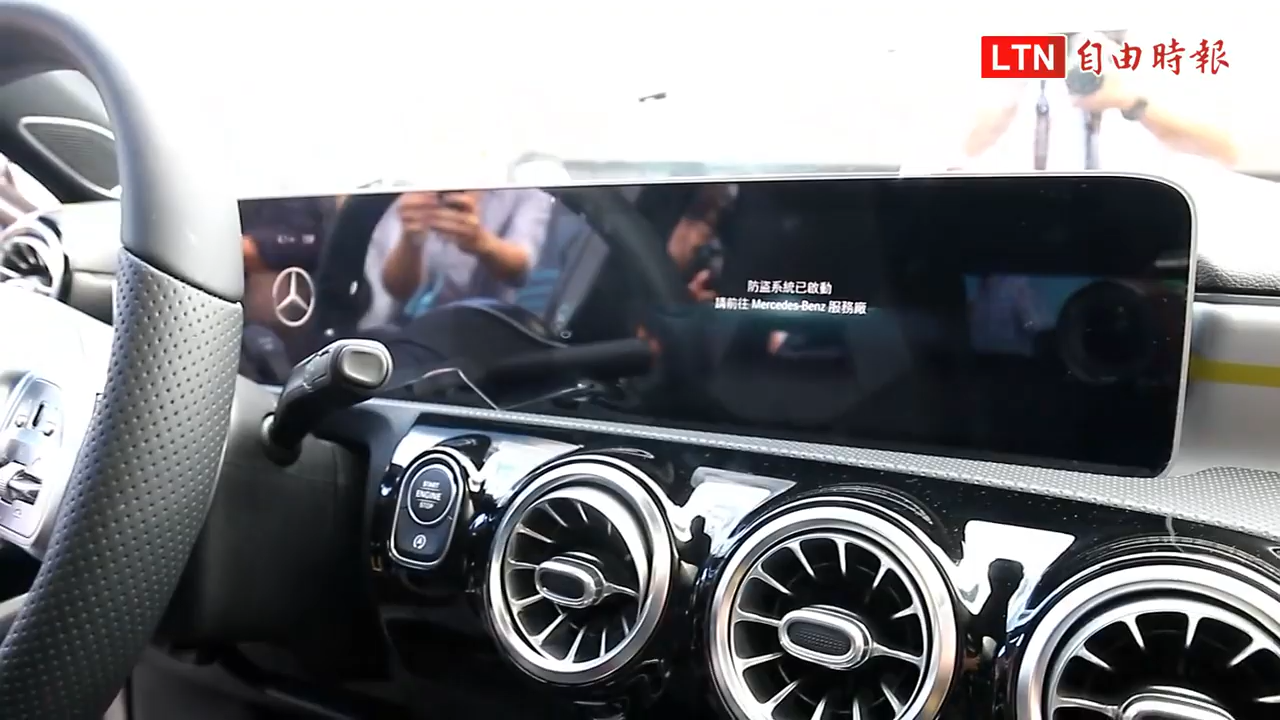 LTN 自由時報
防盜系統已啟動
請前往 Mercedes-Benz 服務廠
START
ENGINE
STOP